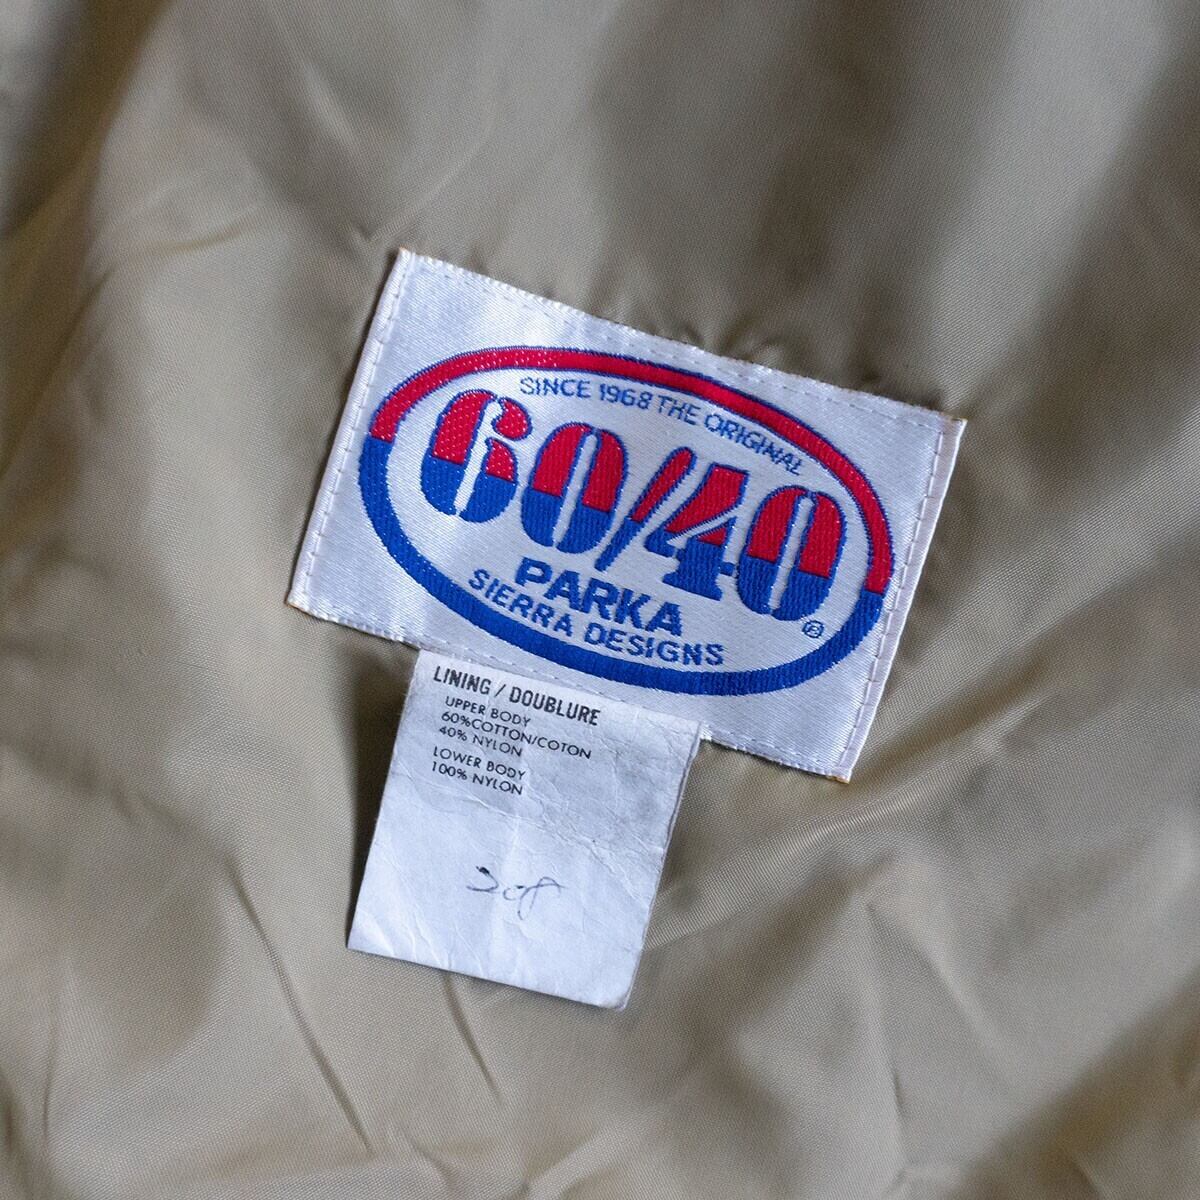 SINCE 1968 THE ORIGINAL
60/40
PARKA
SIERRA DESIGNS
®
LINING / DOUBLURE
UPPER BODY
60%COTTON/COTON
40% NYLON
LOWER BODY
100% NYLON